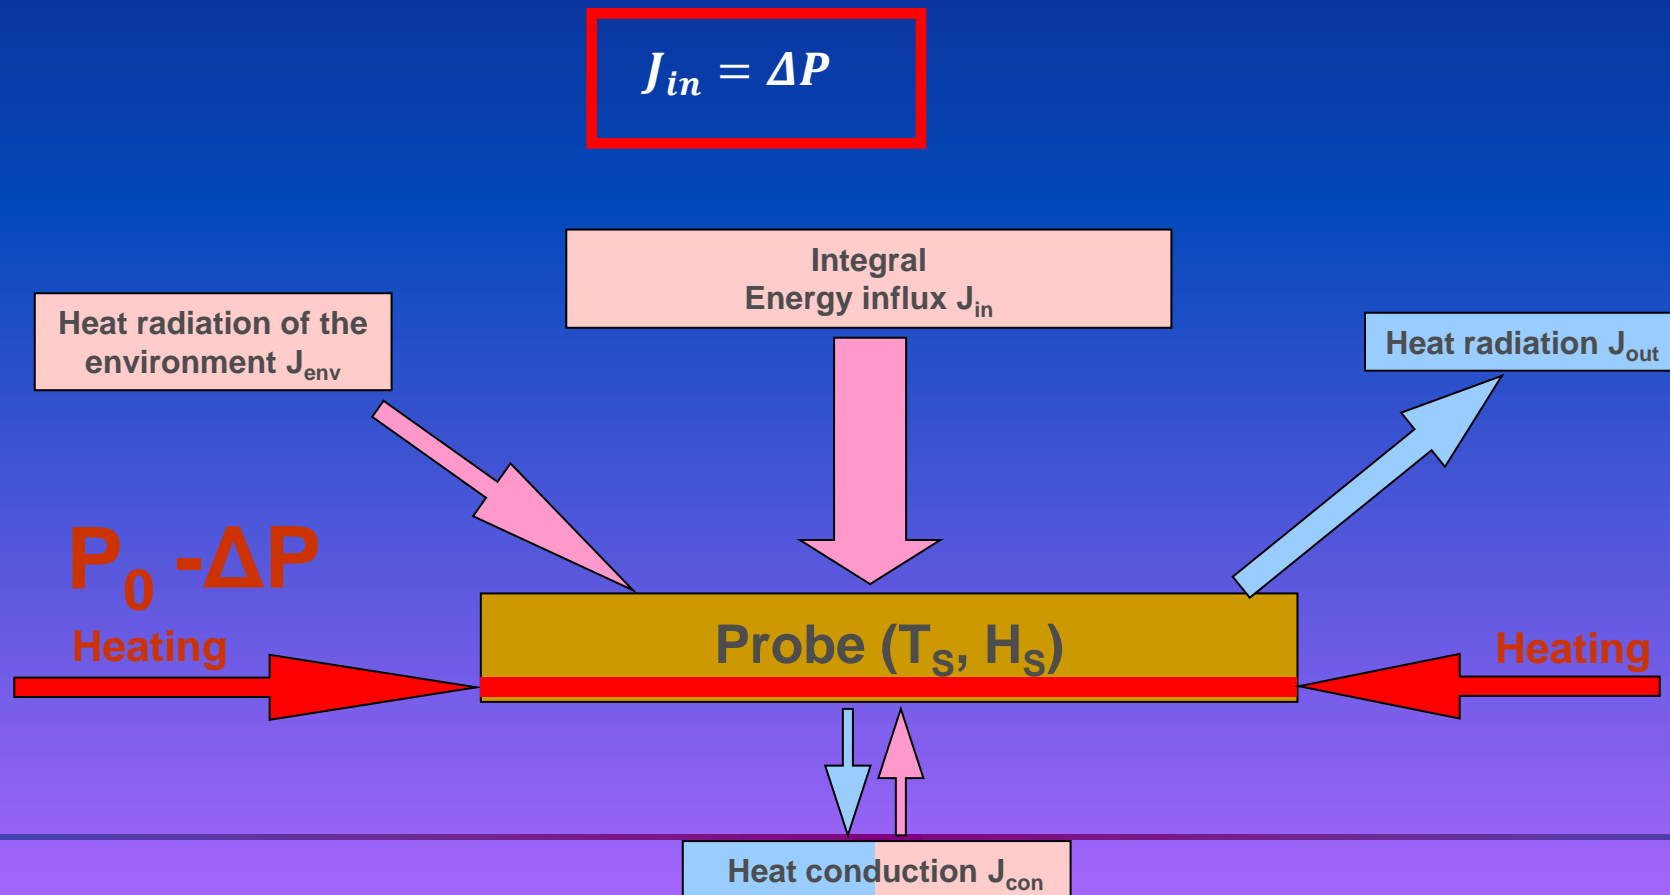 J_in = ΔP
Integral
Energy influx J_in
Heat radiation of the
environment J_env
Heat radiation J_out
P_0 -ΔP
Heating
Probe (T_S, H_S)
Heating
Heat conduction J_con